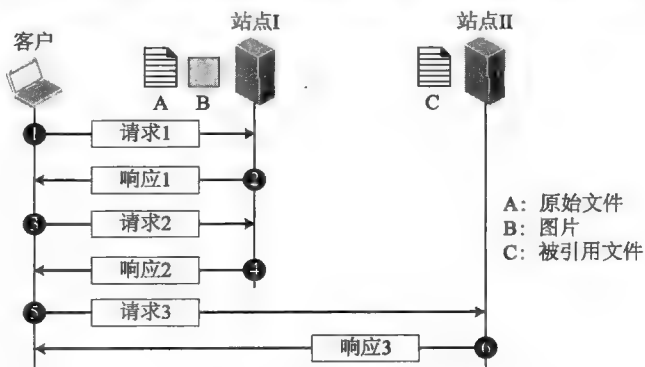 客户
站点I
站点II
A
B
C
1
请求1
响应1
2
3
请求2
响应2
4
5
请求3
响应3
6
A: 原始文件
B: 图片
C: 被引用文件